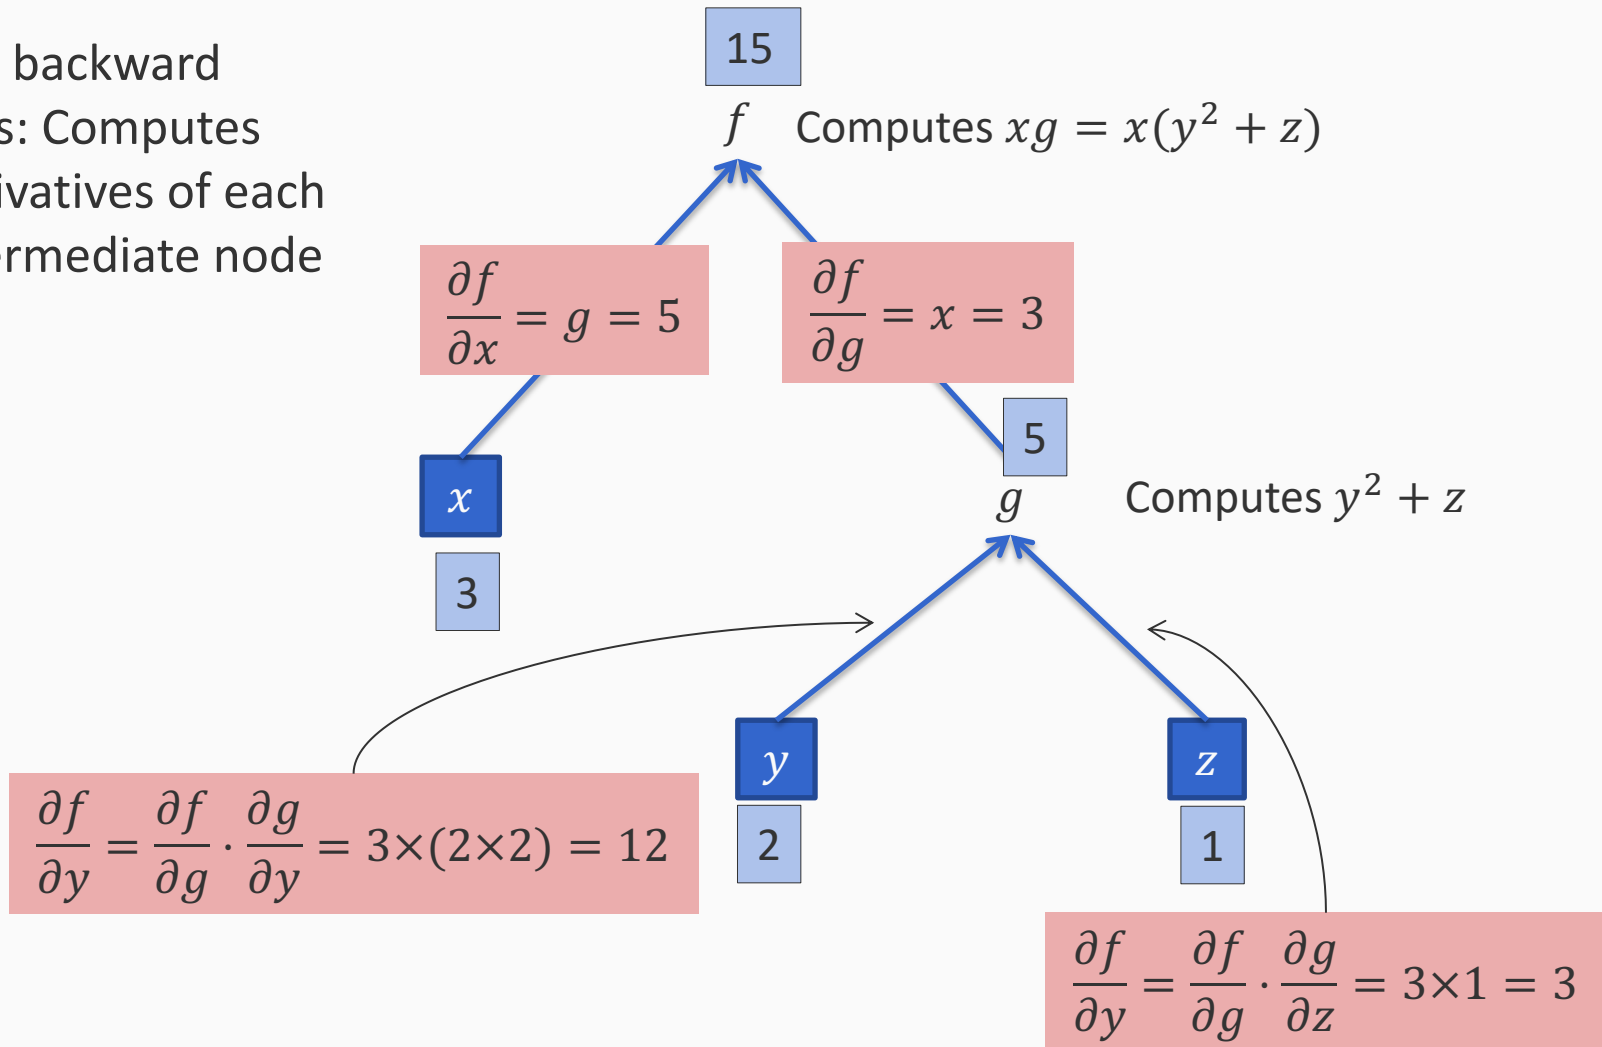 backward
s: Computes
ivatives of each
ermediate node
15
f Computes xg = x(y² + z)
∂f/∂x = g = 5
∂f/∂g = x = 3
5
x
g Computes y² + z
3
y
z
2
1
∂f/∂y = ∂f/∂g · ∂g/∂y = 3×(2×2) = 12
∂f/∂y = ∂f/∂g · ∂g/∂z = 3×1 = 3